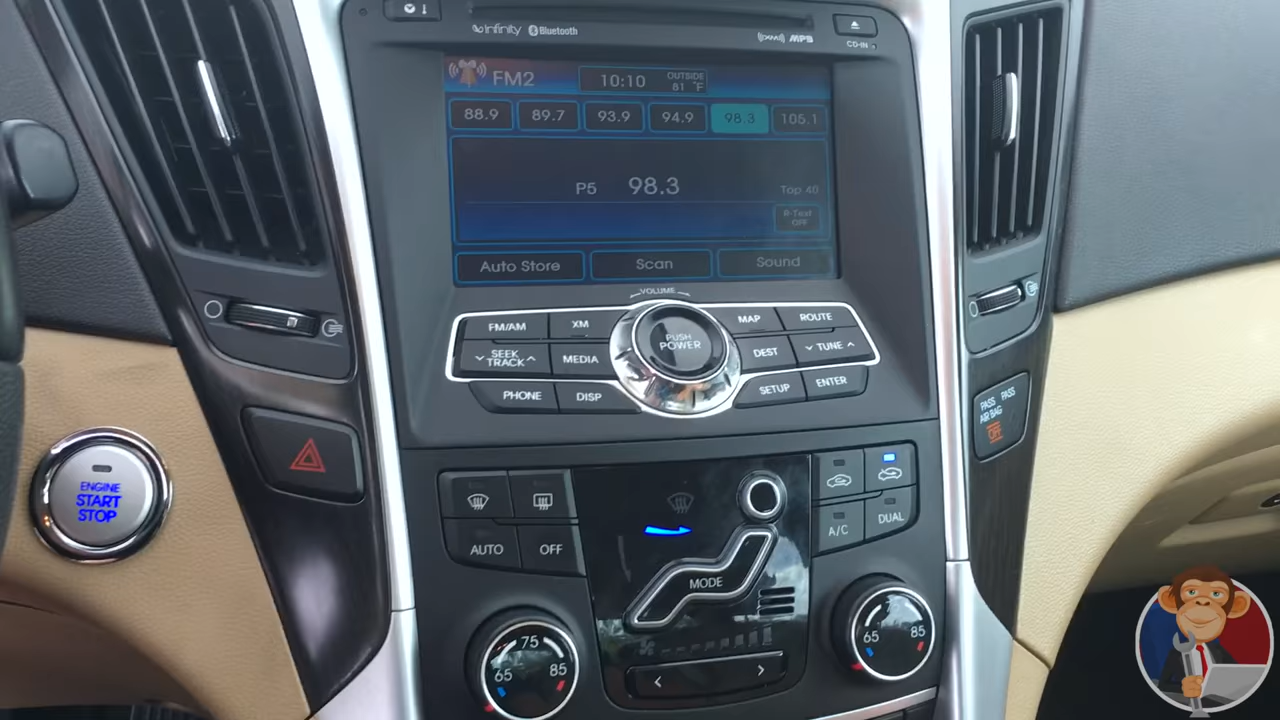 infinity Bluetooth
((XM)) MP3
CD-IN
FM2
10:10
OUTSIDE
81 °F
88.9 89.7 93.9 94.9 98.3 105.1
P5 98.3
Top 40
R-Text
OFF
Auto Store Scan Sound
VOLUME
PUSH
POWER
FM/AM XM
SEEK
TRACK
MEDIA
PHONE DISP
MAP ROUTE
DEST TUNE
SETUP ENTER
PASS PASS
AIR BAG
OFF
ENGINE
START
STOP
AUTO OFF
MODE
A/C DUAL
65 75 85
65 85